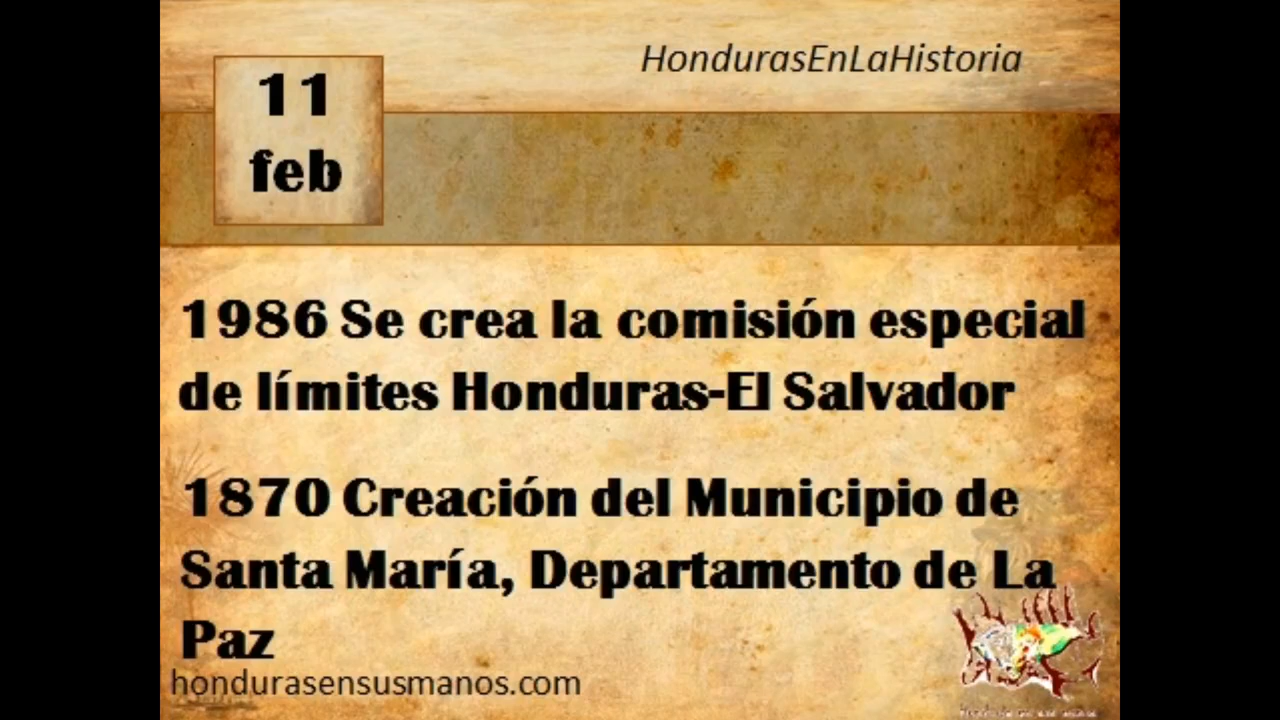 HondurasEnLaHistoria
11
feb
1986 Se crea la comisión especial
de límites Honduras-El Salvador
1870 Creación del Municipio de
Santa María, Departamento de La
Paz
hondurasensusmanos.com